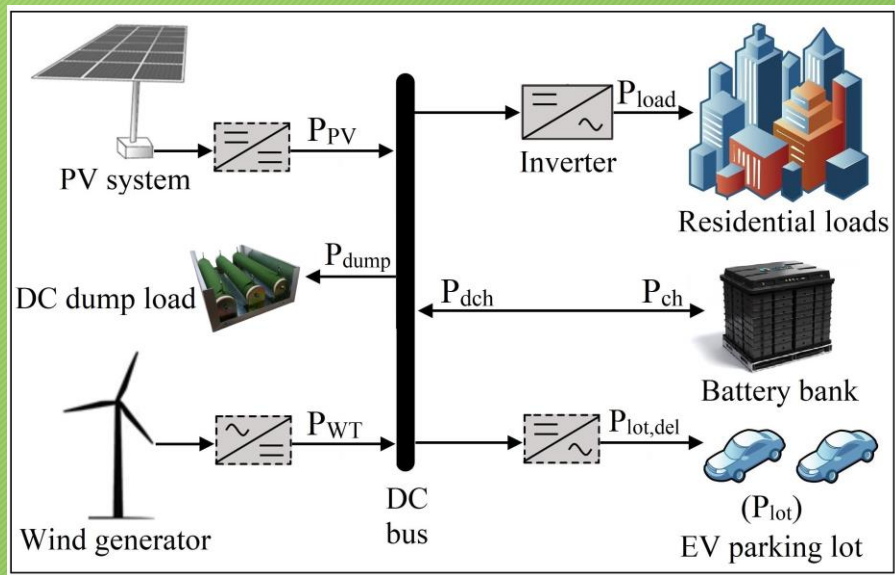 PV system
P_PV
P_load
Inverter
Residential loads
P_dump
DC dump load
P_dch
P_ch
Battery bank
P_WT
Wind generator
DC
bus
P_lot,del
(P_lot)
EV parking lot